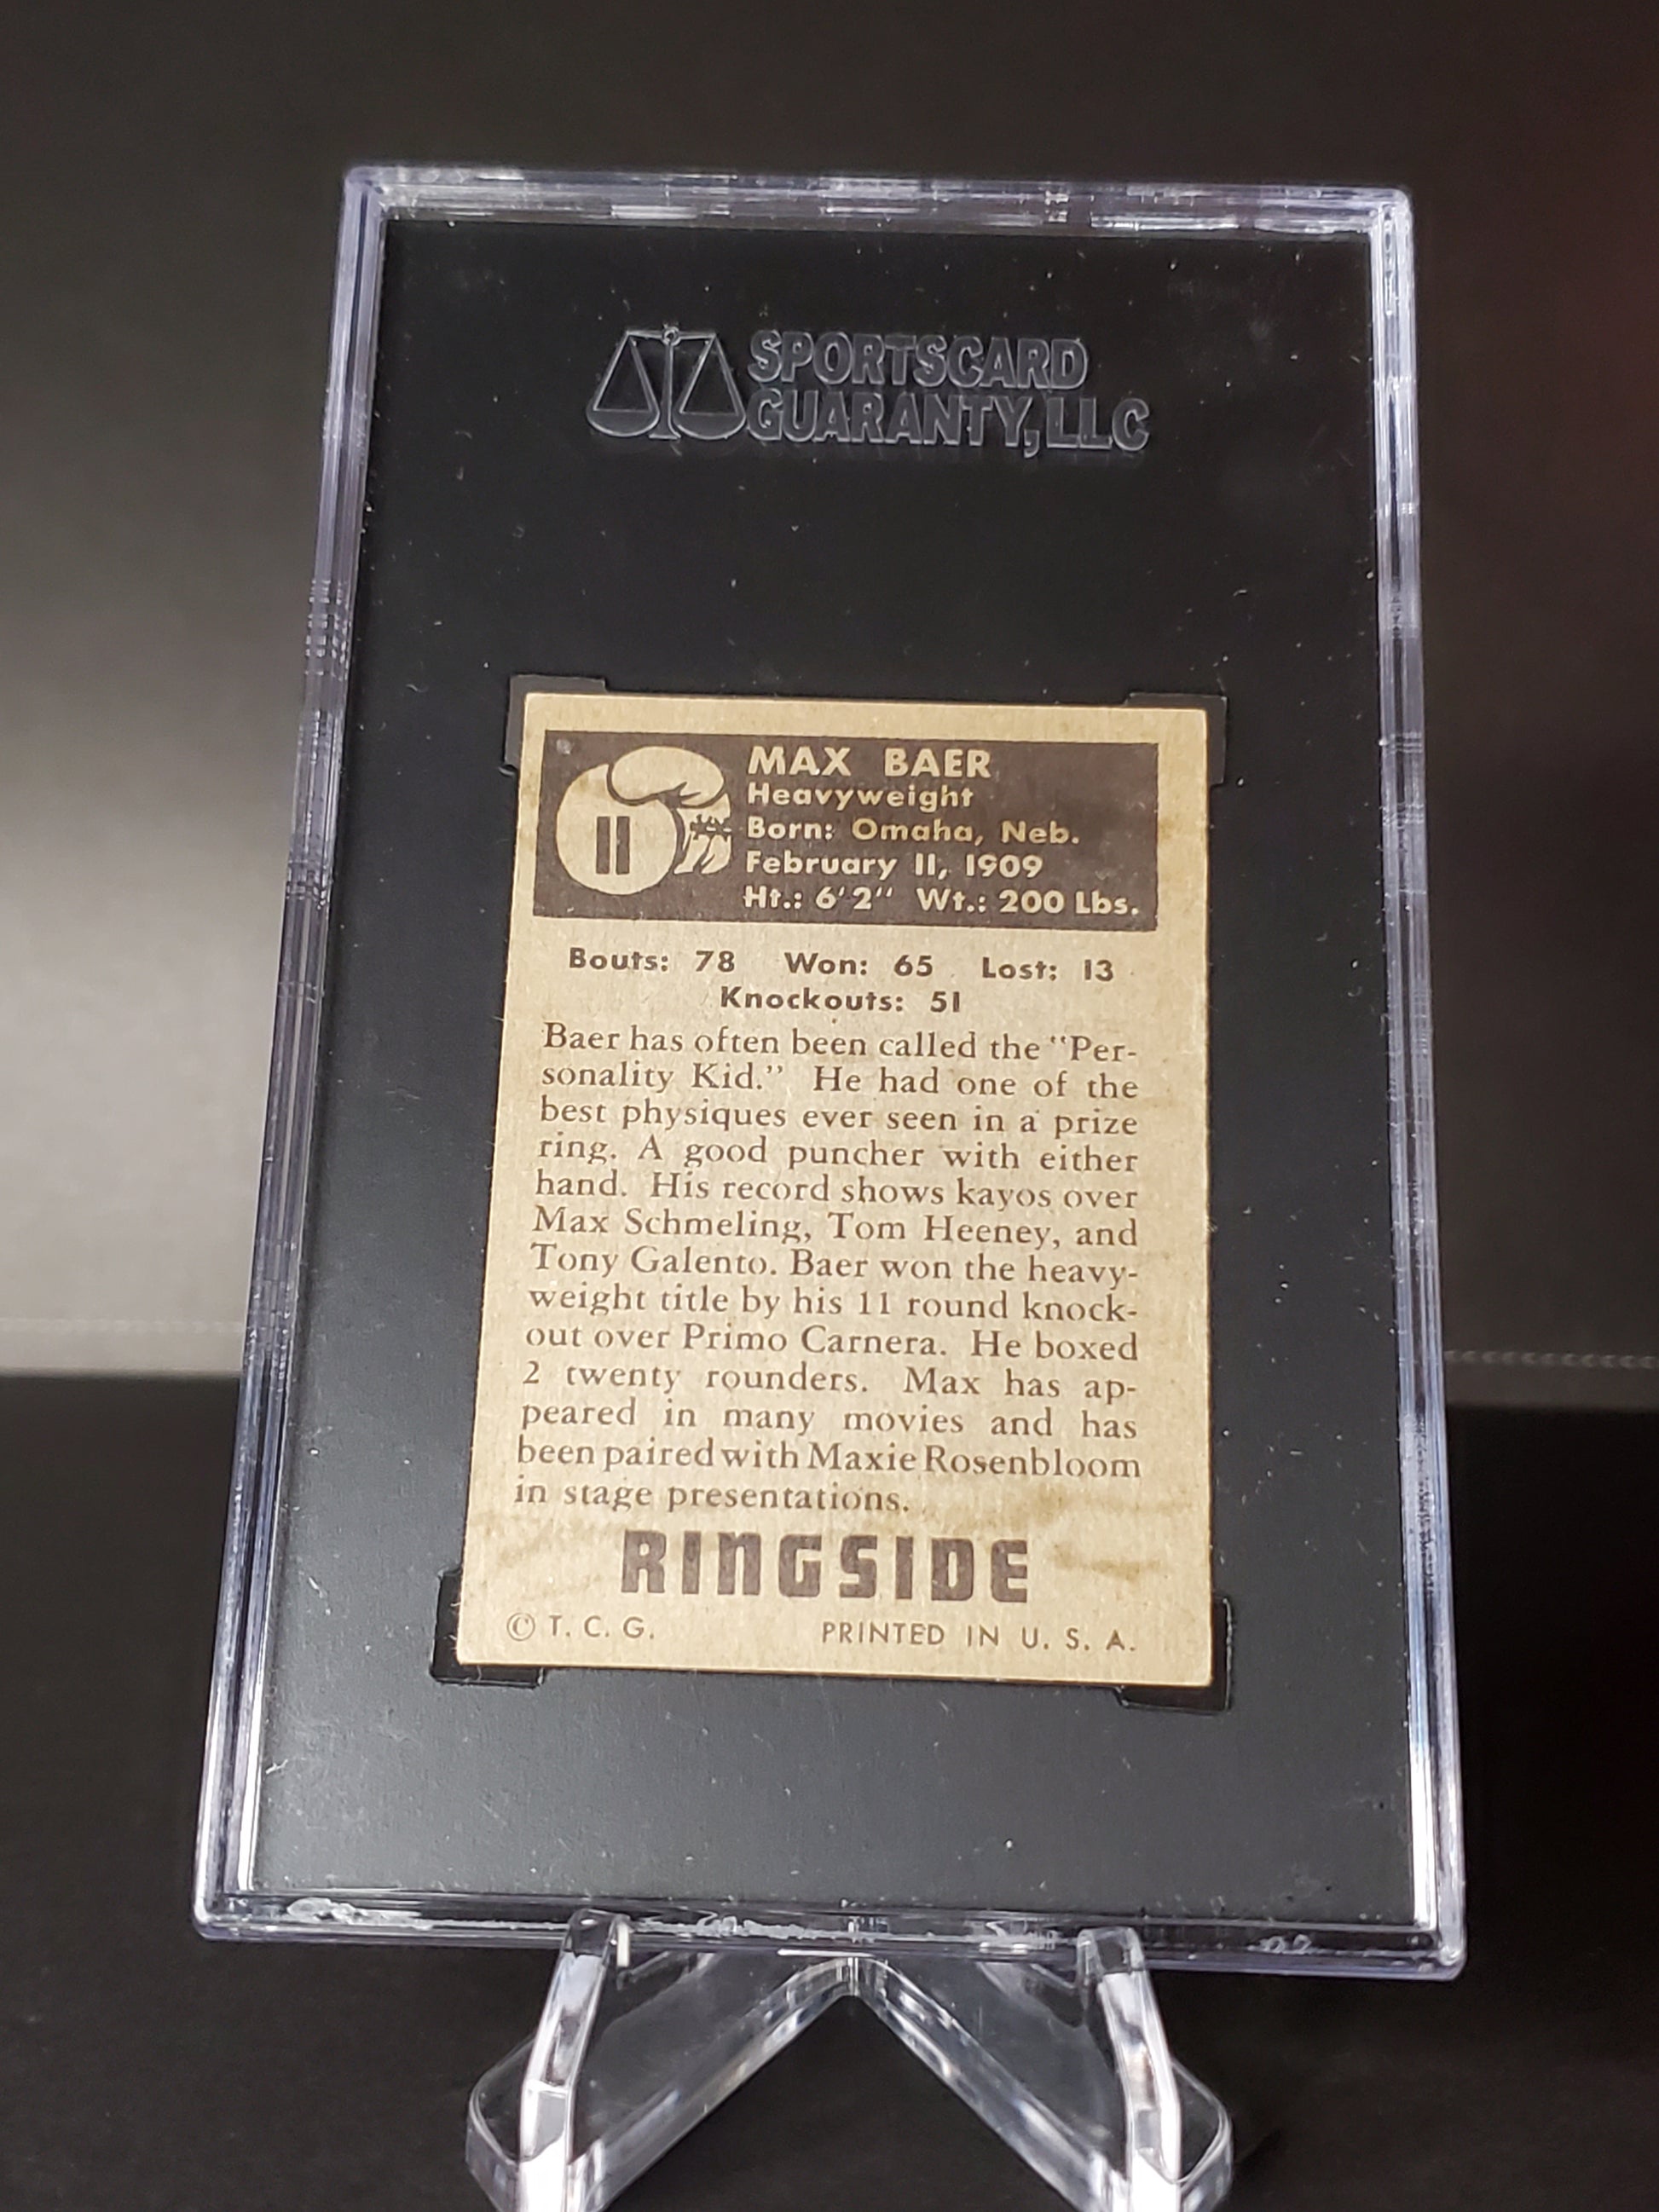 SPORTSCARD
GUARANTY, LLC
11
MAX BAER
Heavyweight
Born: Omaha, Neb.
February 11, 1909
Ht.: 6'2" Wt.: 200 Lbs.
Bouts: 78 Won: 65 Lost: 13
Knockouts: 51
Baer has often been called the "Per-
sonality Kid." He had one of the
best physiques ever seen in a prize
ring. A good puncher with either
hand. His record shows kayos over
Max Schmeling, Tom Heeney, and
Tony Galento. Baer won the heavy-
weight title by his 11 round knock-
out over Primo Carnera. He boxed
2 twenty rounders. Max has ap-
peared in many movies and has
been paired with Maxie Rosenbloom
in stage presentations.
RINGSIDE
© T. C. G. PRINTED IN U. S. A.